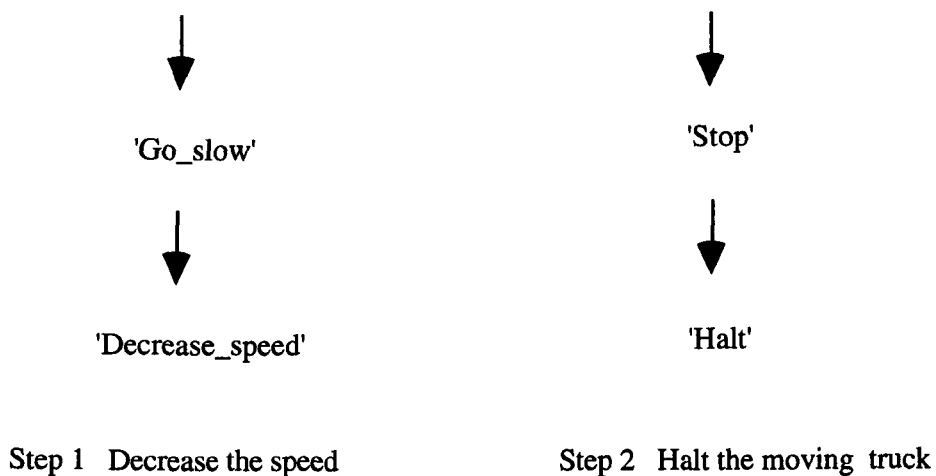 'Go_slow'
'Stop'
'Decrease_speed'
'Halt'
Step 1 Decrease the speed
Step 2 Halt the moving truck